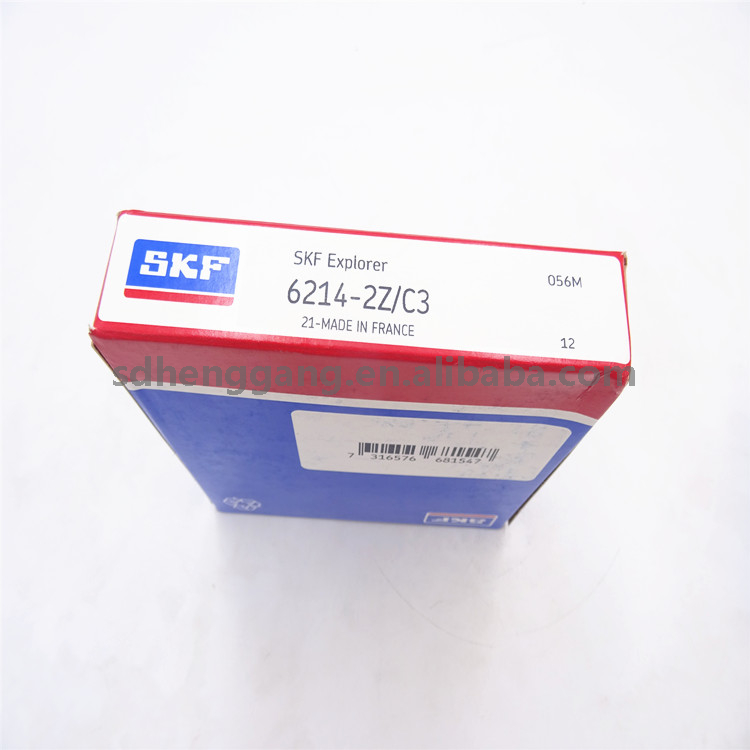 SKF
SKF Explorer
6214-2Z/C3
21-MADE IN FRANCE
056M
12
sdhenggang.en.alibaba.com
7 316576 681547
SKF